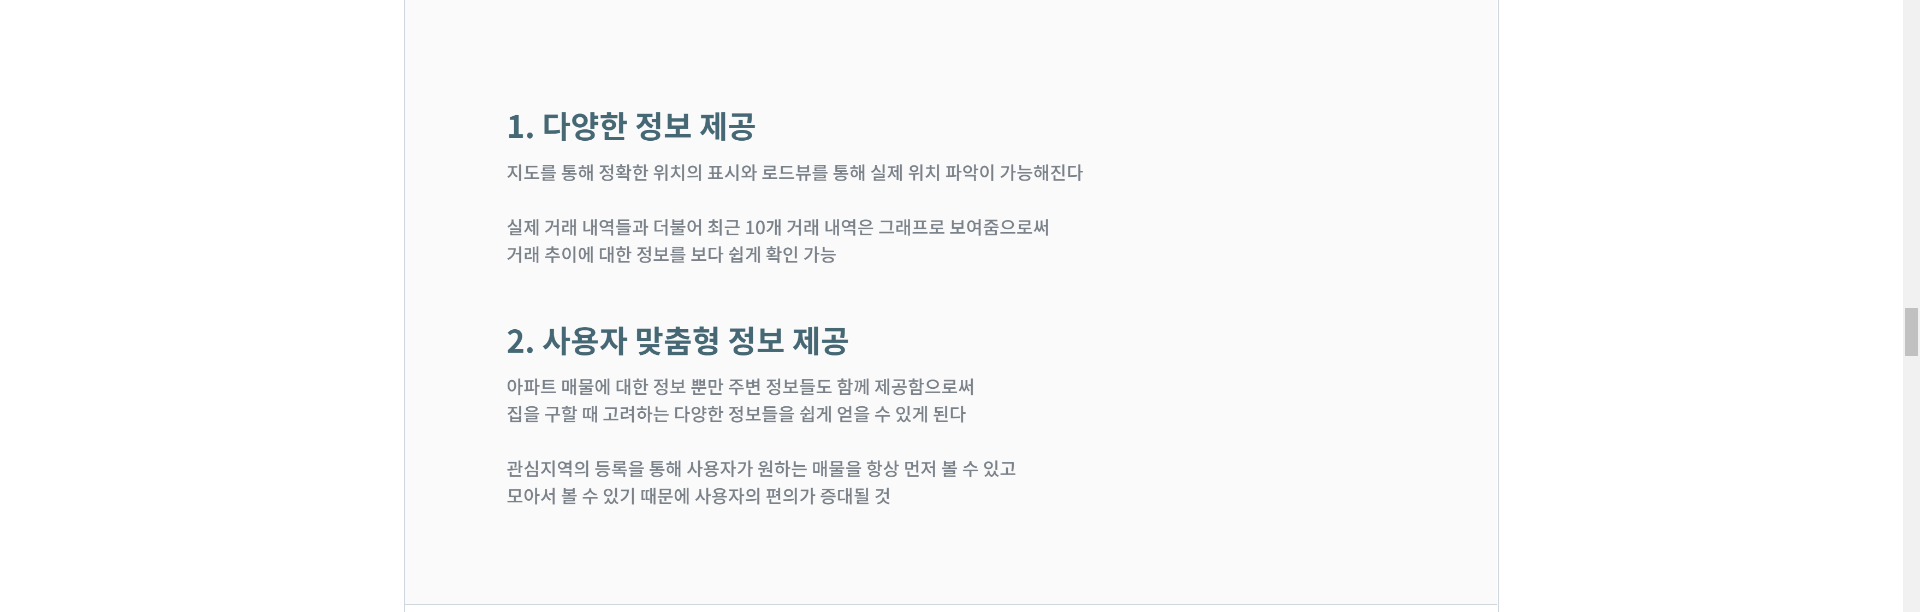 1. 다양한 정보 제공
지도를 통해 정확한 위치의 표시와 로드뷰를 통해 실제 위치 파악이 가능해진다
실제 거래 내역들과 더불어 최근 10개 거래 내역은 그래프로 보여줌으로써
거래 추이에 대한 정보를 보다 쉽게 확인 가능
2. 사용자 맞춤형 정보 제공
아파트 매물에 대한 정보 뿐만 주변 정보들도 함께 제공함으로써
집을 구할 때 고려하는 다양한 정보들을 쉽게 얻을 수 있게 된다
관심지역의 등록을 통해 사용자가 원하는 매물을 항상 먼저 볼 수 있고
모아서 볼 수 있기 때문에 사용자의 편의가 증대될 것